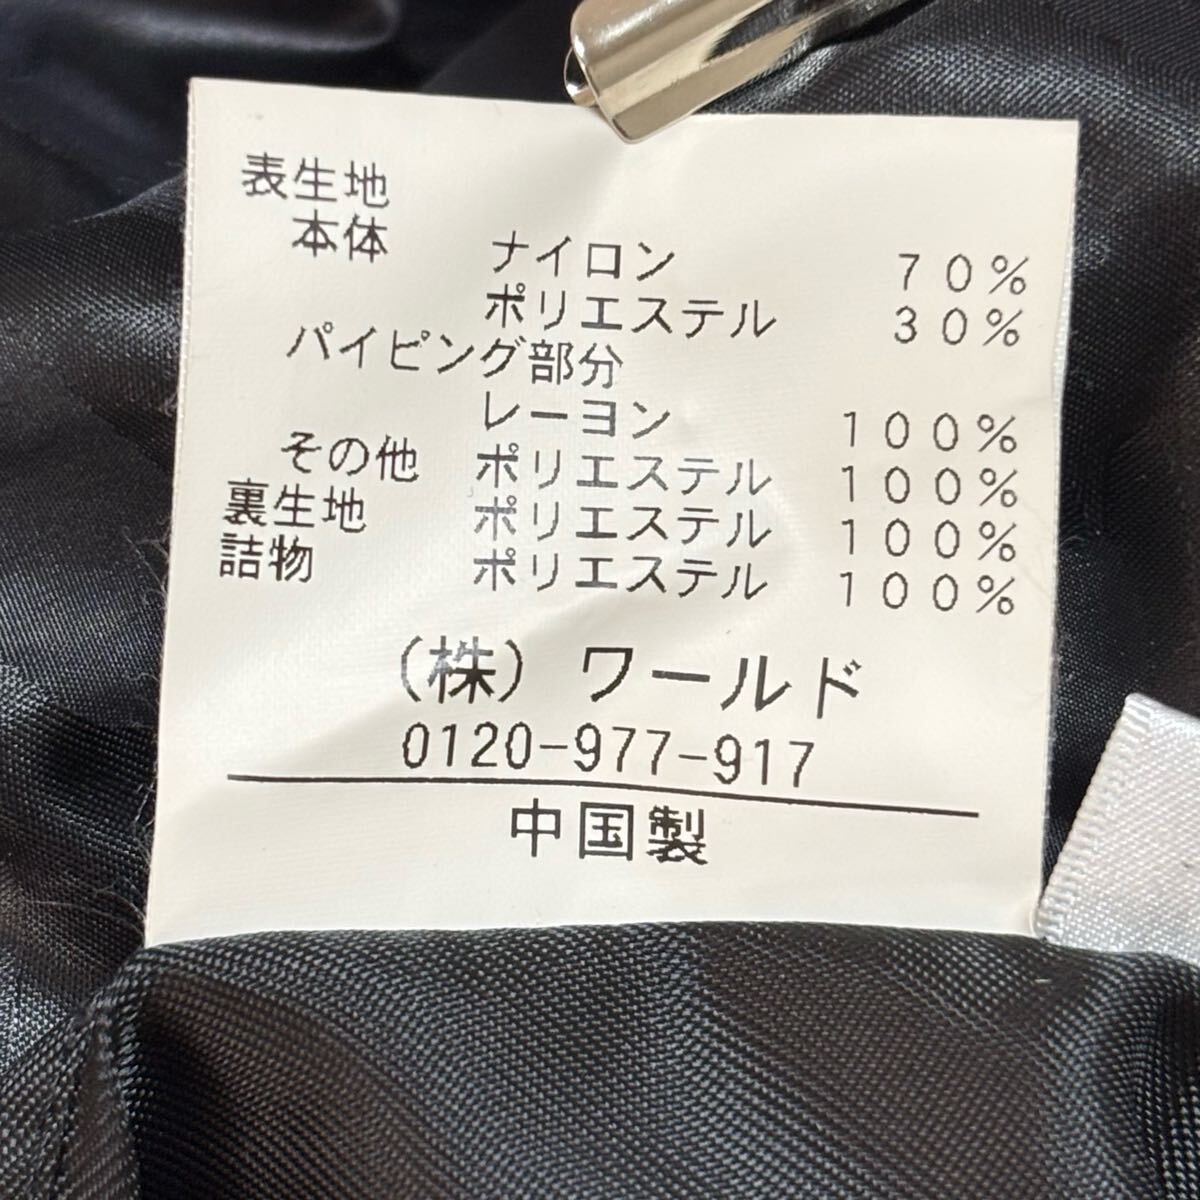 表生地
本体 ナイロン 70%
ポリエステル 30%
パイピング部分
レーヨン 100%
その他 ポリエステル 100%
裏生地 ポリエステル 100%
詰物 ポリエステル 100%
(株) ワールド
0120-977-917
中国製